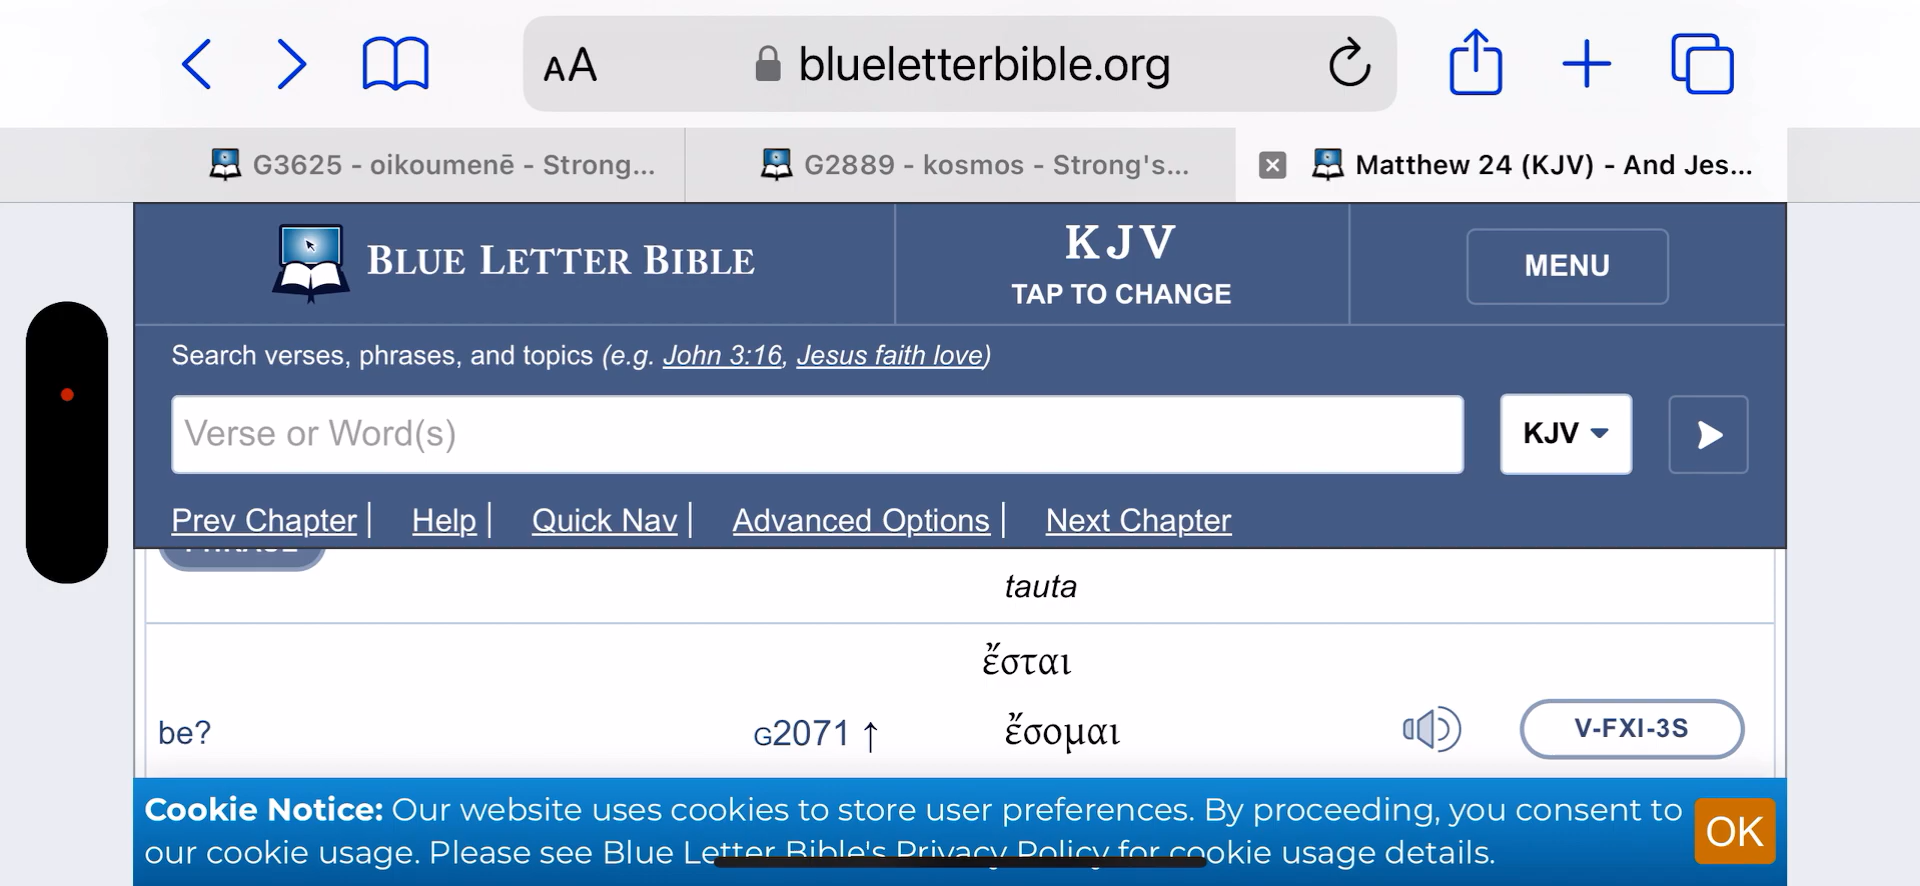 AA
blueletterbible.org
G3625 - oikoumenē - Strong...
G2889 - kosmos - Strong's...
Matthew 24 (KJV) - And Jes...
BLUE LETTER BIBLE
KJV
TAP TO CHANGE
MENU
Search verses, phrases, and topics (e.g. John 3:16, Jesus faith love)
Verse or Word(s)
KJV
Prev Chapter| Help| Quick Nav| Advanced Options| Next Chapter
PHRASE
tauta
ἔσται
be? G2071 ↑ ἔσομαι V-FXI-3S
Cookie Notice: Our website uses cookies to store user preferences. By proceeding, you consent to
our cookie usage. Please see Blue Letter Bible's Privacy Policy for cookie usage details.
OK